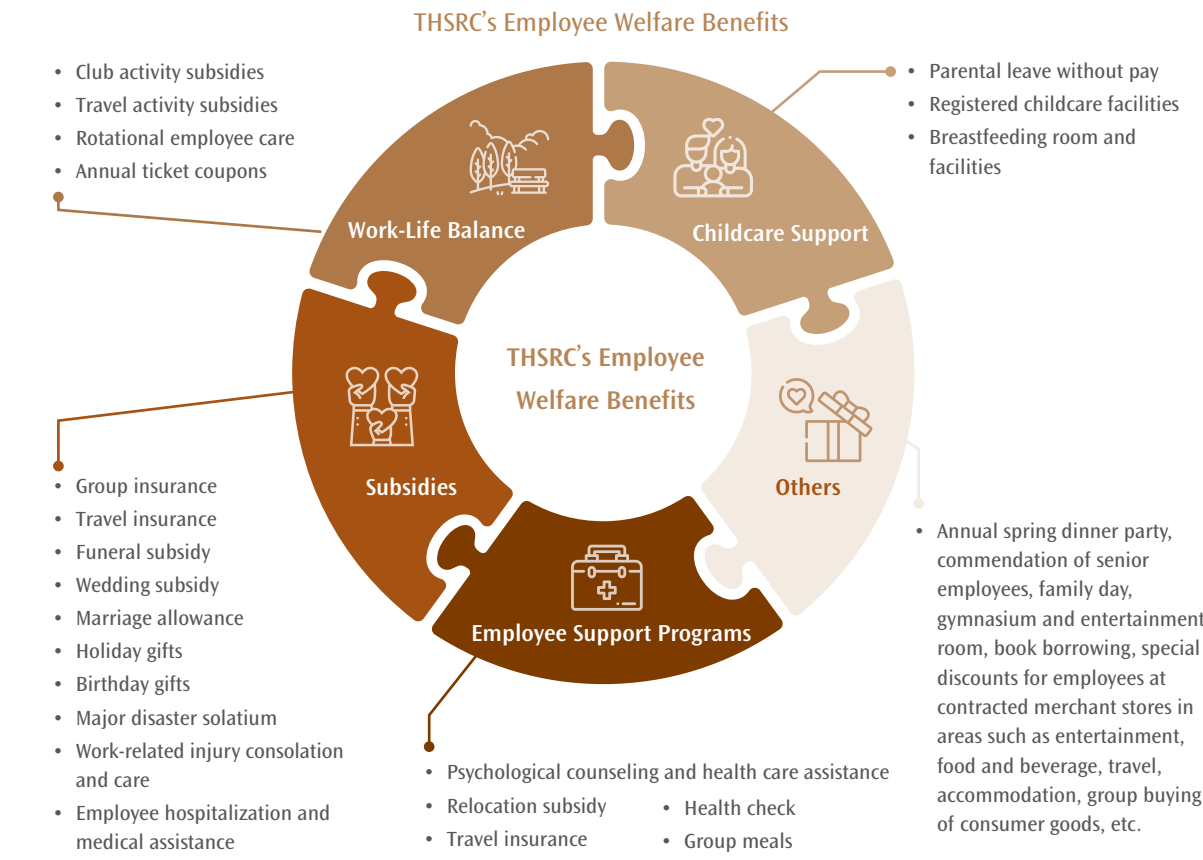 THSRC's Employee Welfare Benefits
• Club activity subsidies
• Travel activity subsidies
• Rotational employee care
• Annual ticket coupons
• Parental leave without pay
• Registered childcare facilities
• Breastfeeding room and
facilities
Work-Life Balance
Childcare Support
THSRC's Employee
Welfare Benefits
Subsidies
Others
Employee Support Programs
• Group insurance
• Travel insurance
• Funeral subsidy
• Wedding subsidy
• Marriage allowance
• Holiday gifts
• Birthday gifts
• Major disaster solatium
• Work-related injury consolation
and care
• Employee hospitalization and
medical assistance
• Psychological counseling and health care assistance
• Relocation subsidy
• Travel insurance
• Health check
• Group meals
• Annual spring dinner party,
commendation of senior
employees, family day,
gymnasium and entertainment
room, book borrowing, special
discounts for employees at
contracted merchant stores in
areas such as entertainment,
food and beverage, travel,
accommodation, group buying
of consumer goods, etc.